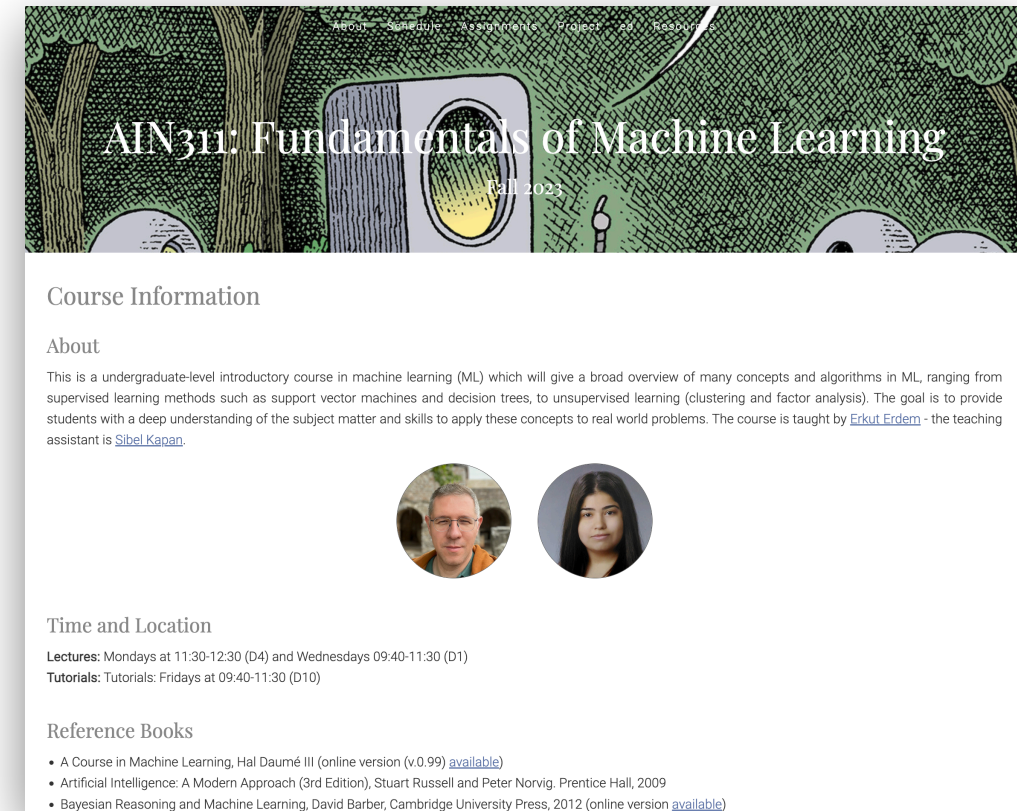 About Schedule Assignments Project ed Resources
AIN311: Fundamentals of Machine Learning
Fall 2023
Course Information
About
This is a undergraduate-level introductory course in machine learning (ML) which will give a broad overview of many concepts and algorithms in ML, ranging from
supervised learning methods such as support vector machines and decision trees, to unsupervised learning (clustering and factor analysis). The goal is to provide
students with a deep understanding of the subject matter and skills to apply these concepts to real world problems. The course is taught by Erkut Erdem - the teaching
assistant is Sibel Kapan.
Time and Location
Lectures: Mondays at 11:30-12:30 (D4) and Wednesdays 09:40-11:30 (D1)
Tutorials: Tutorials: Fridays at 09:40-11:30 (D10)
Reference Books
• A Course in Machine Learning, Hal Daumé III (online version (v.0.99) available)
• Artificial Intelligence: A Modern Approach (3rd Edition), Stuart Russell and Peter Norvig. Prentice Hall, 2009
• Bayesian Reasoning and Machine Learning, David Barber, Cambridge University Press, 2012 (online version available)